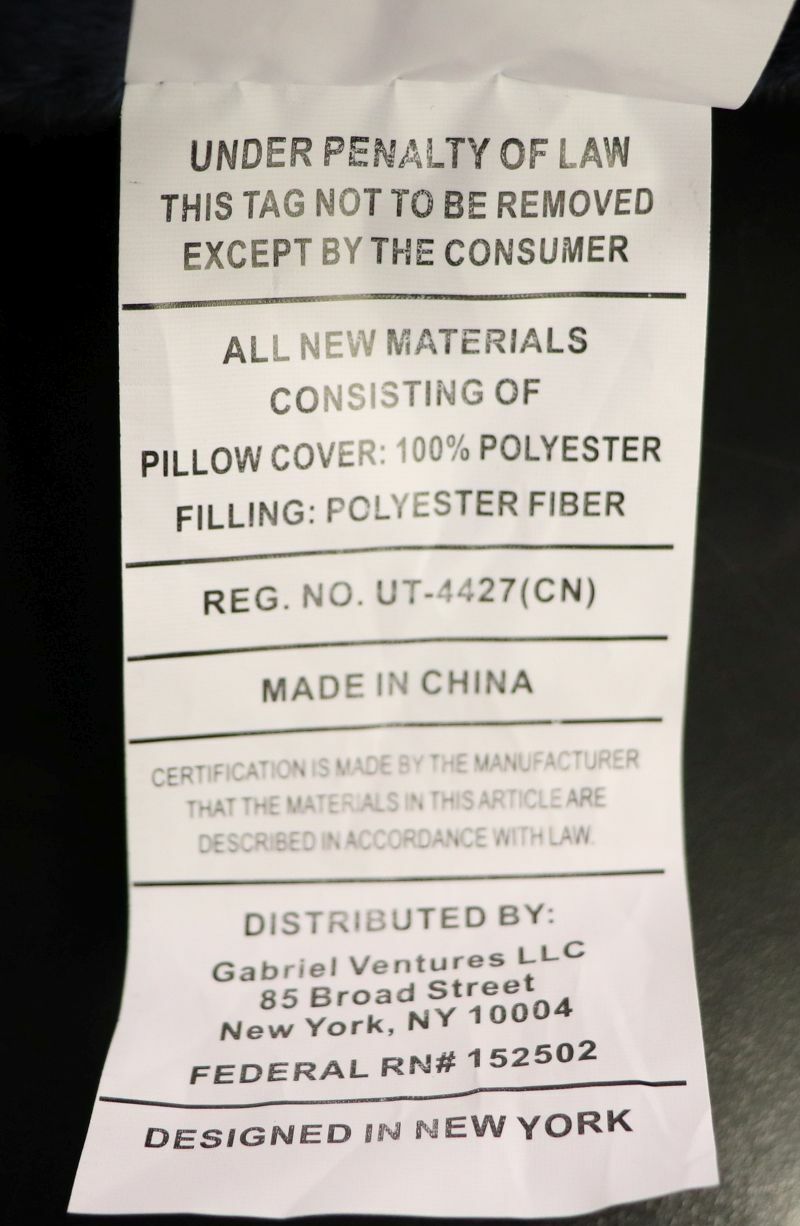 UNDER PENALTY OF LAW
THIS TAG NOT TO BE REMOVED
EXCEPT BY THE CONSUMER
ALL NEW MATERIALS
CONSISTING OF
PILLOW COVER: 100% POLYESTER
FILLING: POLYESTER FIBER
REG. NO. UT-4427(CN)
MADE IN CHINA
CERTIFICATION IS MADE BY THE MANUFACTURER
THAT THE MATERIALS IN THIS ARTICLE ARE
DESCRIBED IN ACCORDANCE WITH LAW.
DISTRIBUTED BY:
Gabriel Ventures LLC
85 Broad Street
New York, NY 10004
FEDERAL RN# 152502
DESIGNED IN NEW YORK